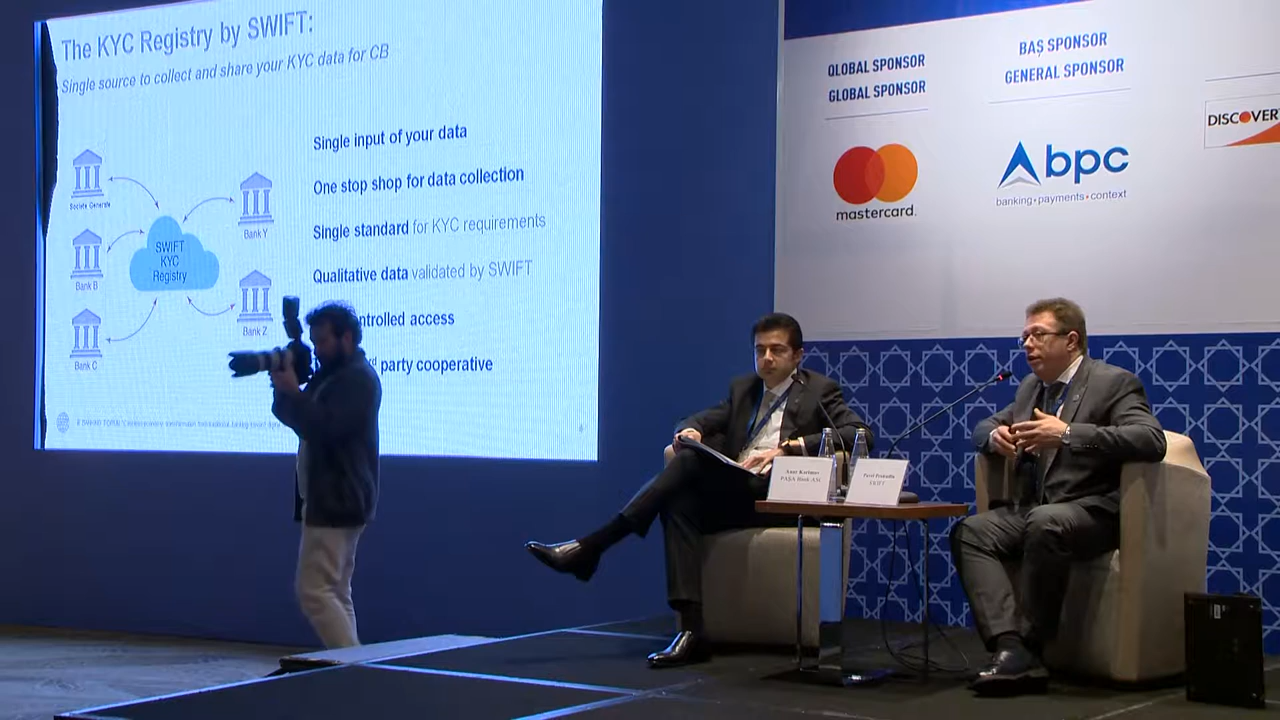 The KYC Registry by SWIFT:
Single source to collect and share your KYC data for CB
Societe Generale
Bank B
Bank C
SWIFT
KYC
Registry
Bank Y
Bank Z
Single input of your data
One stop shop for data collection
Single standard for KYC requirements
Qualitative data validated by SWIFT
ntrolled access
rd party cooperative
6
QLOBAL SPONSOR
GLOBAL SPONSOR
mastercard.
BAŞ SPONSOR
GENERAL SPONSOR
bpc
banking•payments•context
DISCOVER
PAŞA Bank ASC
SWIFT